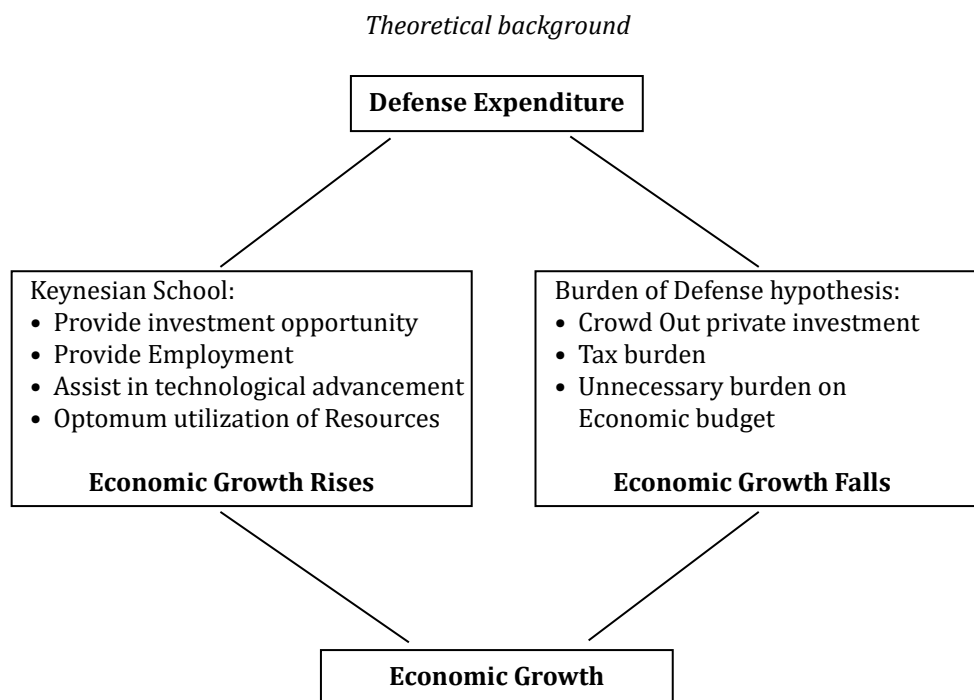 Theoretical background
Defense Expenditure
Keynesian School:
• Provide investment opportunity
• Provide Employment
• Assist in technological advancement
• Optomum utilization of Resources
Economic Growth Rises
Burden of Defense hypothesis:
• Crowd Out private investment
• Tax burden
• Unnecessary burden on
Economic budget
Economic Growth Falls
Economic Growth